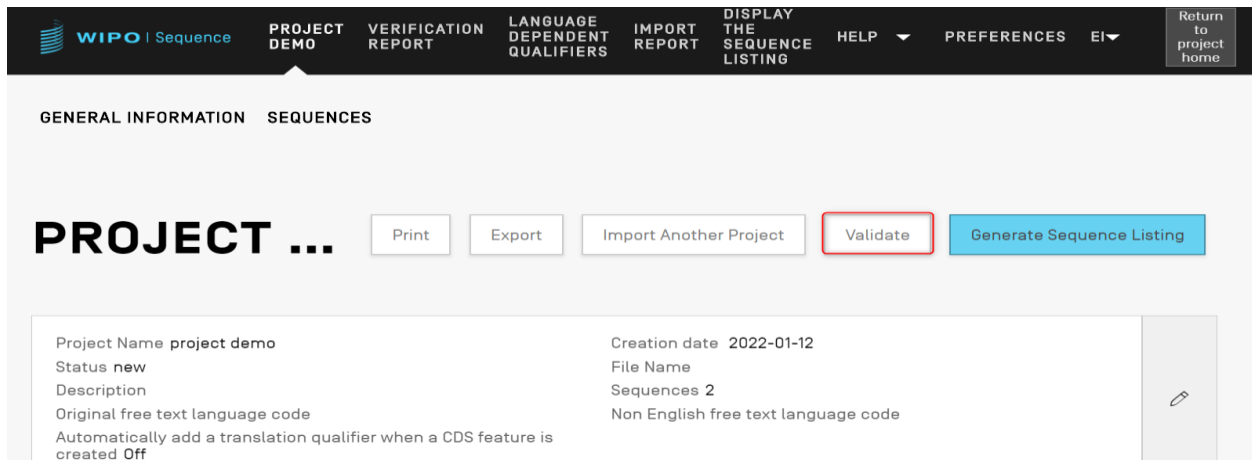 WIPO | Sequence
PROJECT
DEMO
VERIFICATION
REPORT
LANGUAGE
DEPENDENT
QUALIFIERS
IMPORT
REPORT
DISPLAY
THE
SEQUENCE
LISTING
HELP
PREFERENCES
Return
to
project
home
GENERAL INFORMATION SEQUENCES
PROJECT ...
Print
Export
Import Another Project
Validate
Generate Sequence Listing
Project Name project demo
Status new
Description
Original free text language code
Automatically add a translation qualifier when a CDS feature is
created Off
Creation date 2022-01-12
File Name
Sequences 2
Non English free text language code